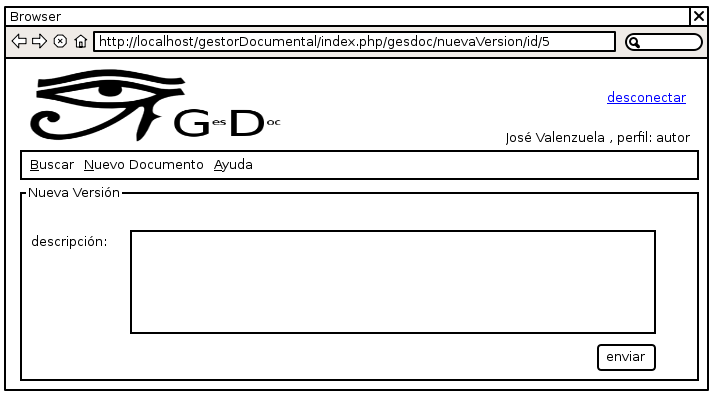 Browser
http://localhost/gestorDocumental/index.php/gesdoc/nuevaVersion/id/5
desconectar
GesDoc
José Valenzuela , perfil: autor
Buscar Nuevo Documento Ayuda
Nueva Versión
descripción:
enviar